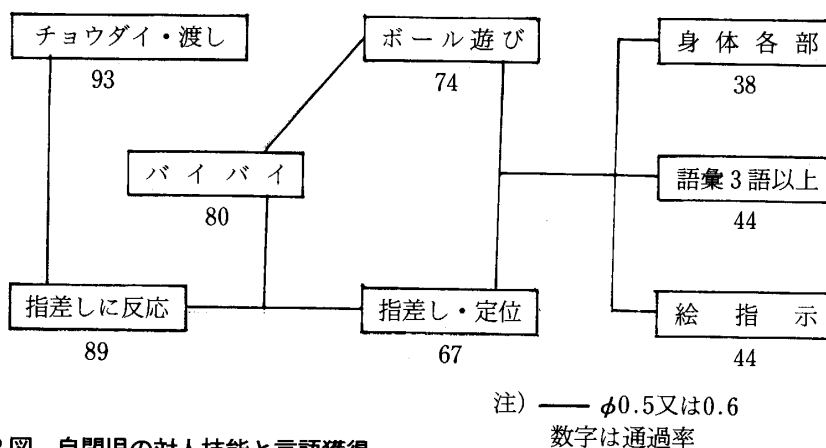 チョウダイ・渡し
93
ボール遊び
74
身体各部
38
バイバイ
80
語彙3語以上
44
指差しに反応
89
指差し・定位
67
絵指示
44
注) ── φ0.5又は0.6
数字は通過率
図 自閉児の対人技能と言語獲得